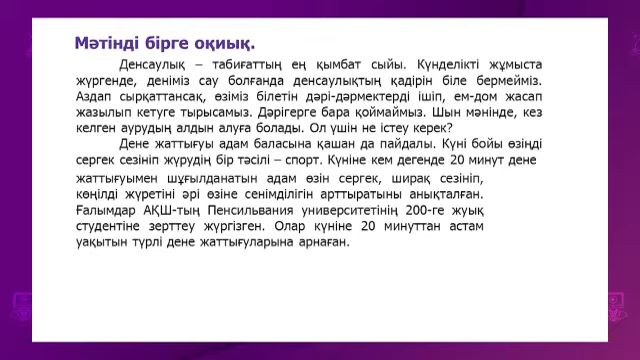 Мәтінді бірге оқиық.
Денсаулық – табиғаттың ең қымбат сыйы. Күнделікті жұмыста
жүргенде, деніміз сау болғанда денсаулықтың қадірін біле бермейміз.
Аздап сырқаттансақ, өзіміз білетін дәрі-дәрмектерді ішіп, ем-дом жасап
жазылып кетуге тырысамыз. Дәрігерге бара қоймаймыз. Шын мәнінде, кез
келген аурудың алдын алуға болады. Ол үшін не істеу керек?
Дене жаттығуы адам баласына қашан да пайдалы. Күні бойы өзіңді
сергек сезініп жүрудің бір тәсілі – спорт. Күніне кем дегенде 20 минут дене
жаттығуымен шұғылданатын адам өзін сергек, ширақ сезініп,
көңілді жүретіні әрі өзіне сенімділігін арттыратыны анықталған.
Ғалымдар АҚШ-тың Пенсильвания университетінің 200-ге жуық
студентіне зерттеу жүргізген. Олар күніне 20 минуттан астам
уақытын түрлі дене жаттығуларына арнаған.